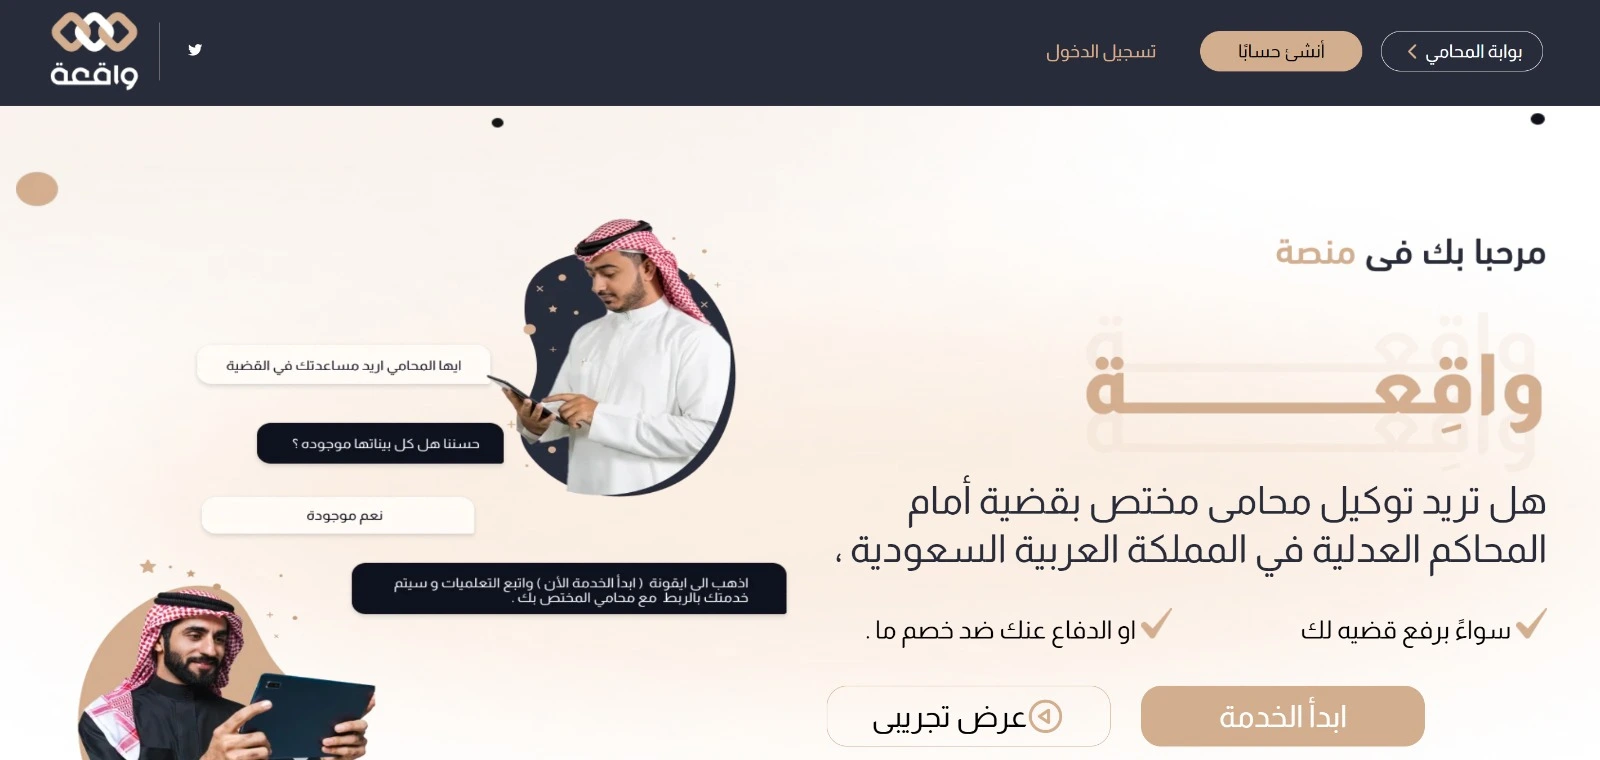 بوابة المحامي
أنشئ حسابًا
تسجيل الدخول
واقعة
مرحبا بك فى منصة
واقِعة
هل تريد توكيل محامى مختص بقضية أمام
المحاكم العدلية في المملكة العربية السعودية ،
سواءً برفع قضيه لك
او الدفاع عنك ضد خصم ما .
ابدأ الخدمة
عرض تجريبى
ايها المحامي اريد مساعدتك في القضية
حسننا هل كل بيناتها موجوده ؟
نعم موجودة
اذهب الى ايقونة ( ابدأ الخدمة الأن ) واتبع التعلميات و سيتم
خدمتك بالربط مع محامي المختص بك .